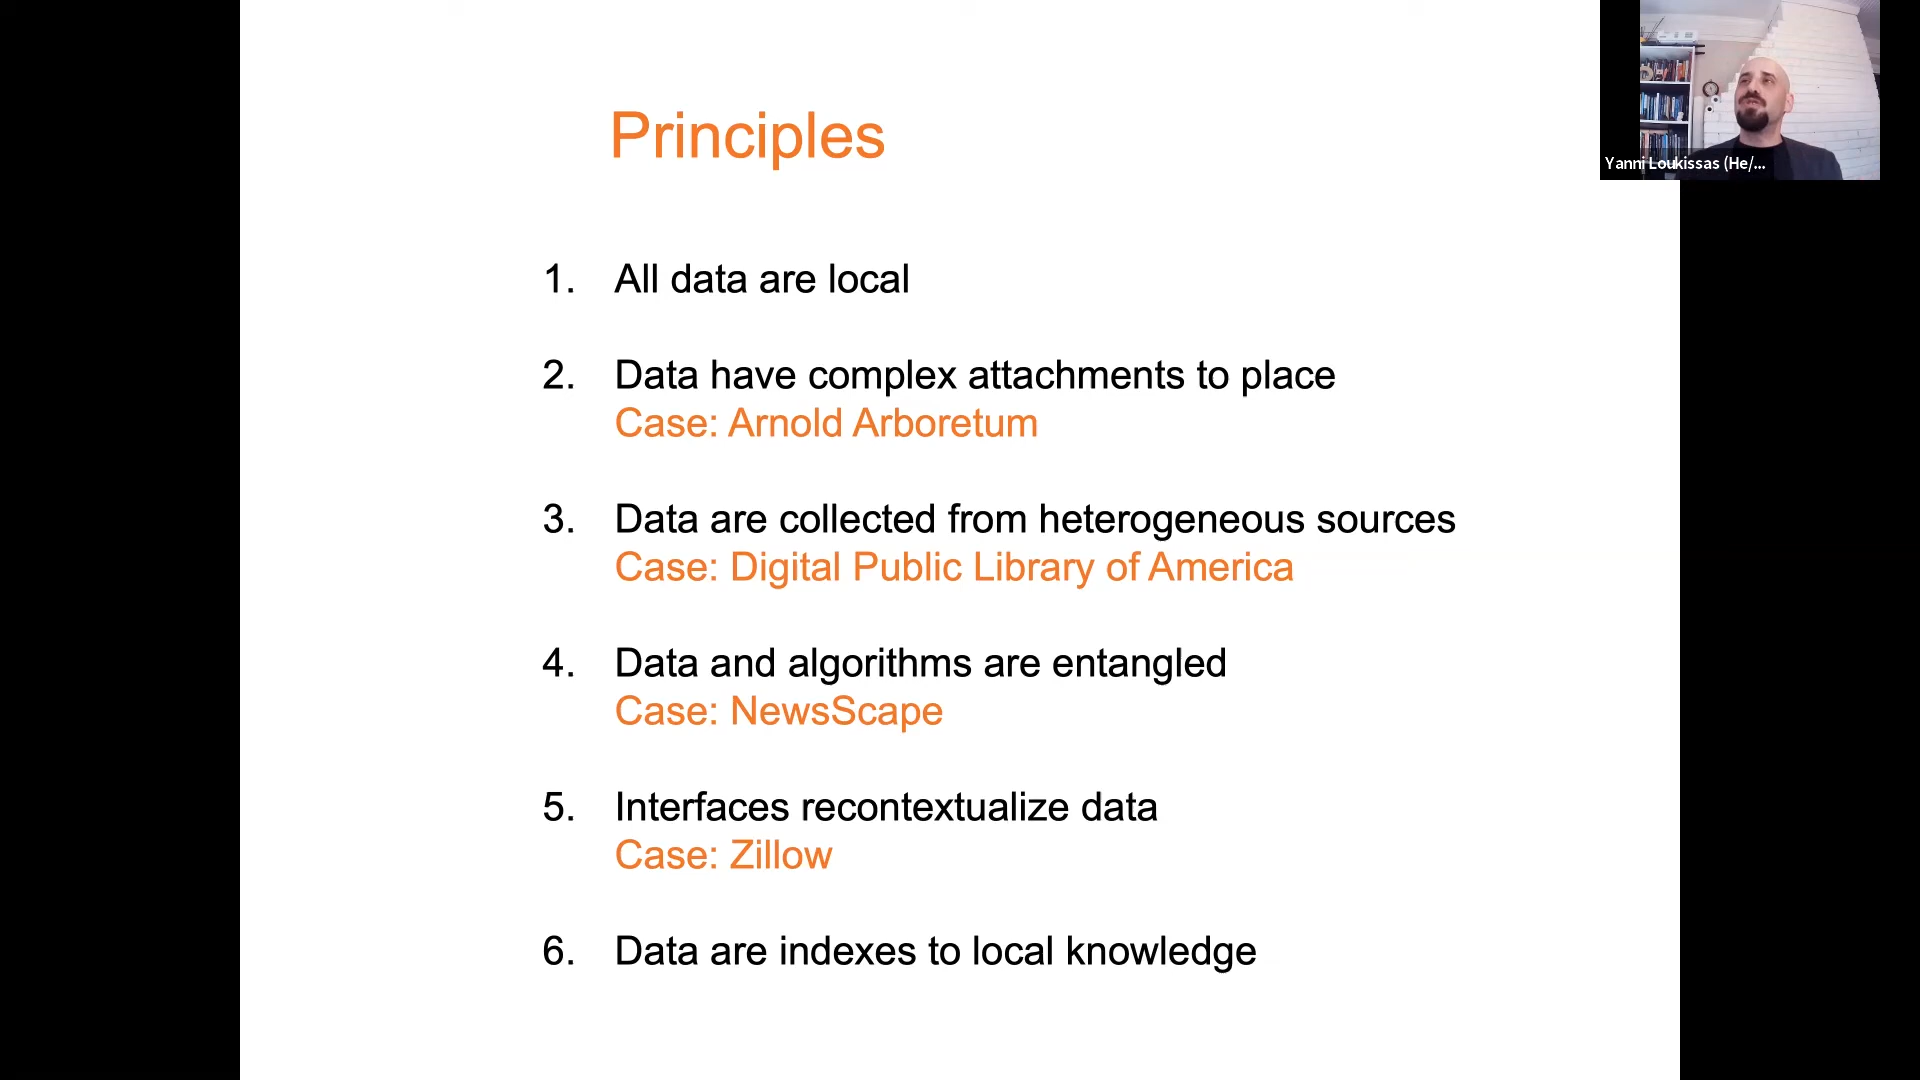 Principles
Yanni Loukissas (He/...
1. All data are local
2. Data have complex attachments to place
Case: Arnold Arboretum
3. Data are collected from heterogeneous sources
Case: Digital Public Library of America
4. Data and algorithms are entangled
Case: NewsScape
5. Interfaces recontextualize data
Case: Zillow
6. Data are indexes to local knowledge